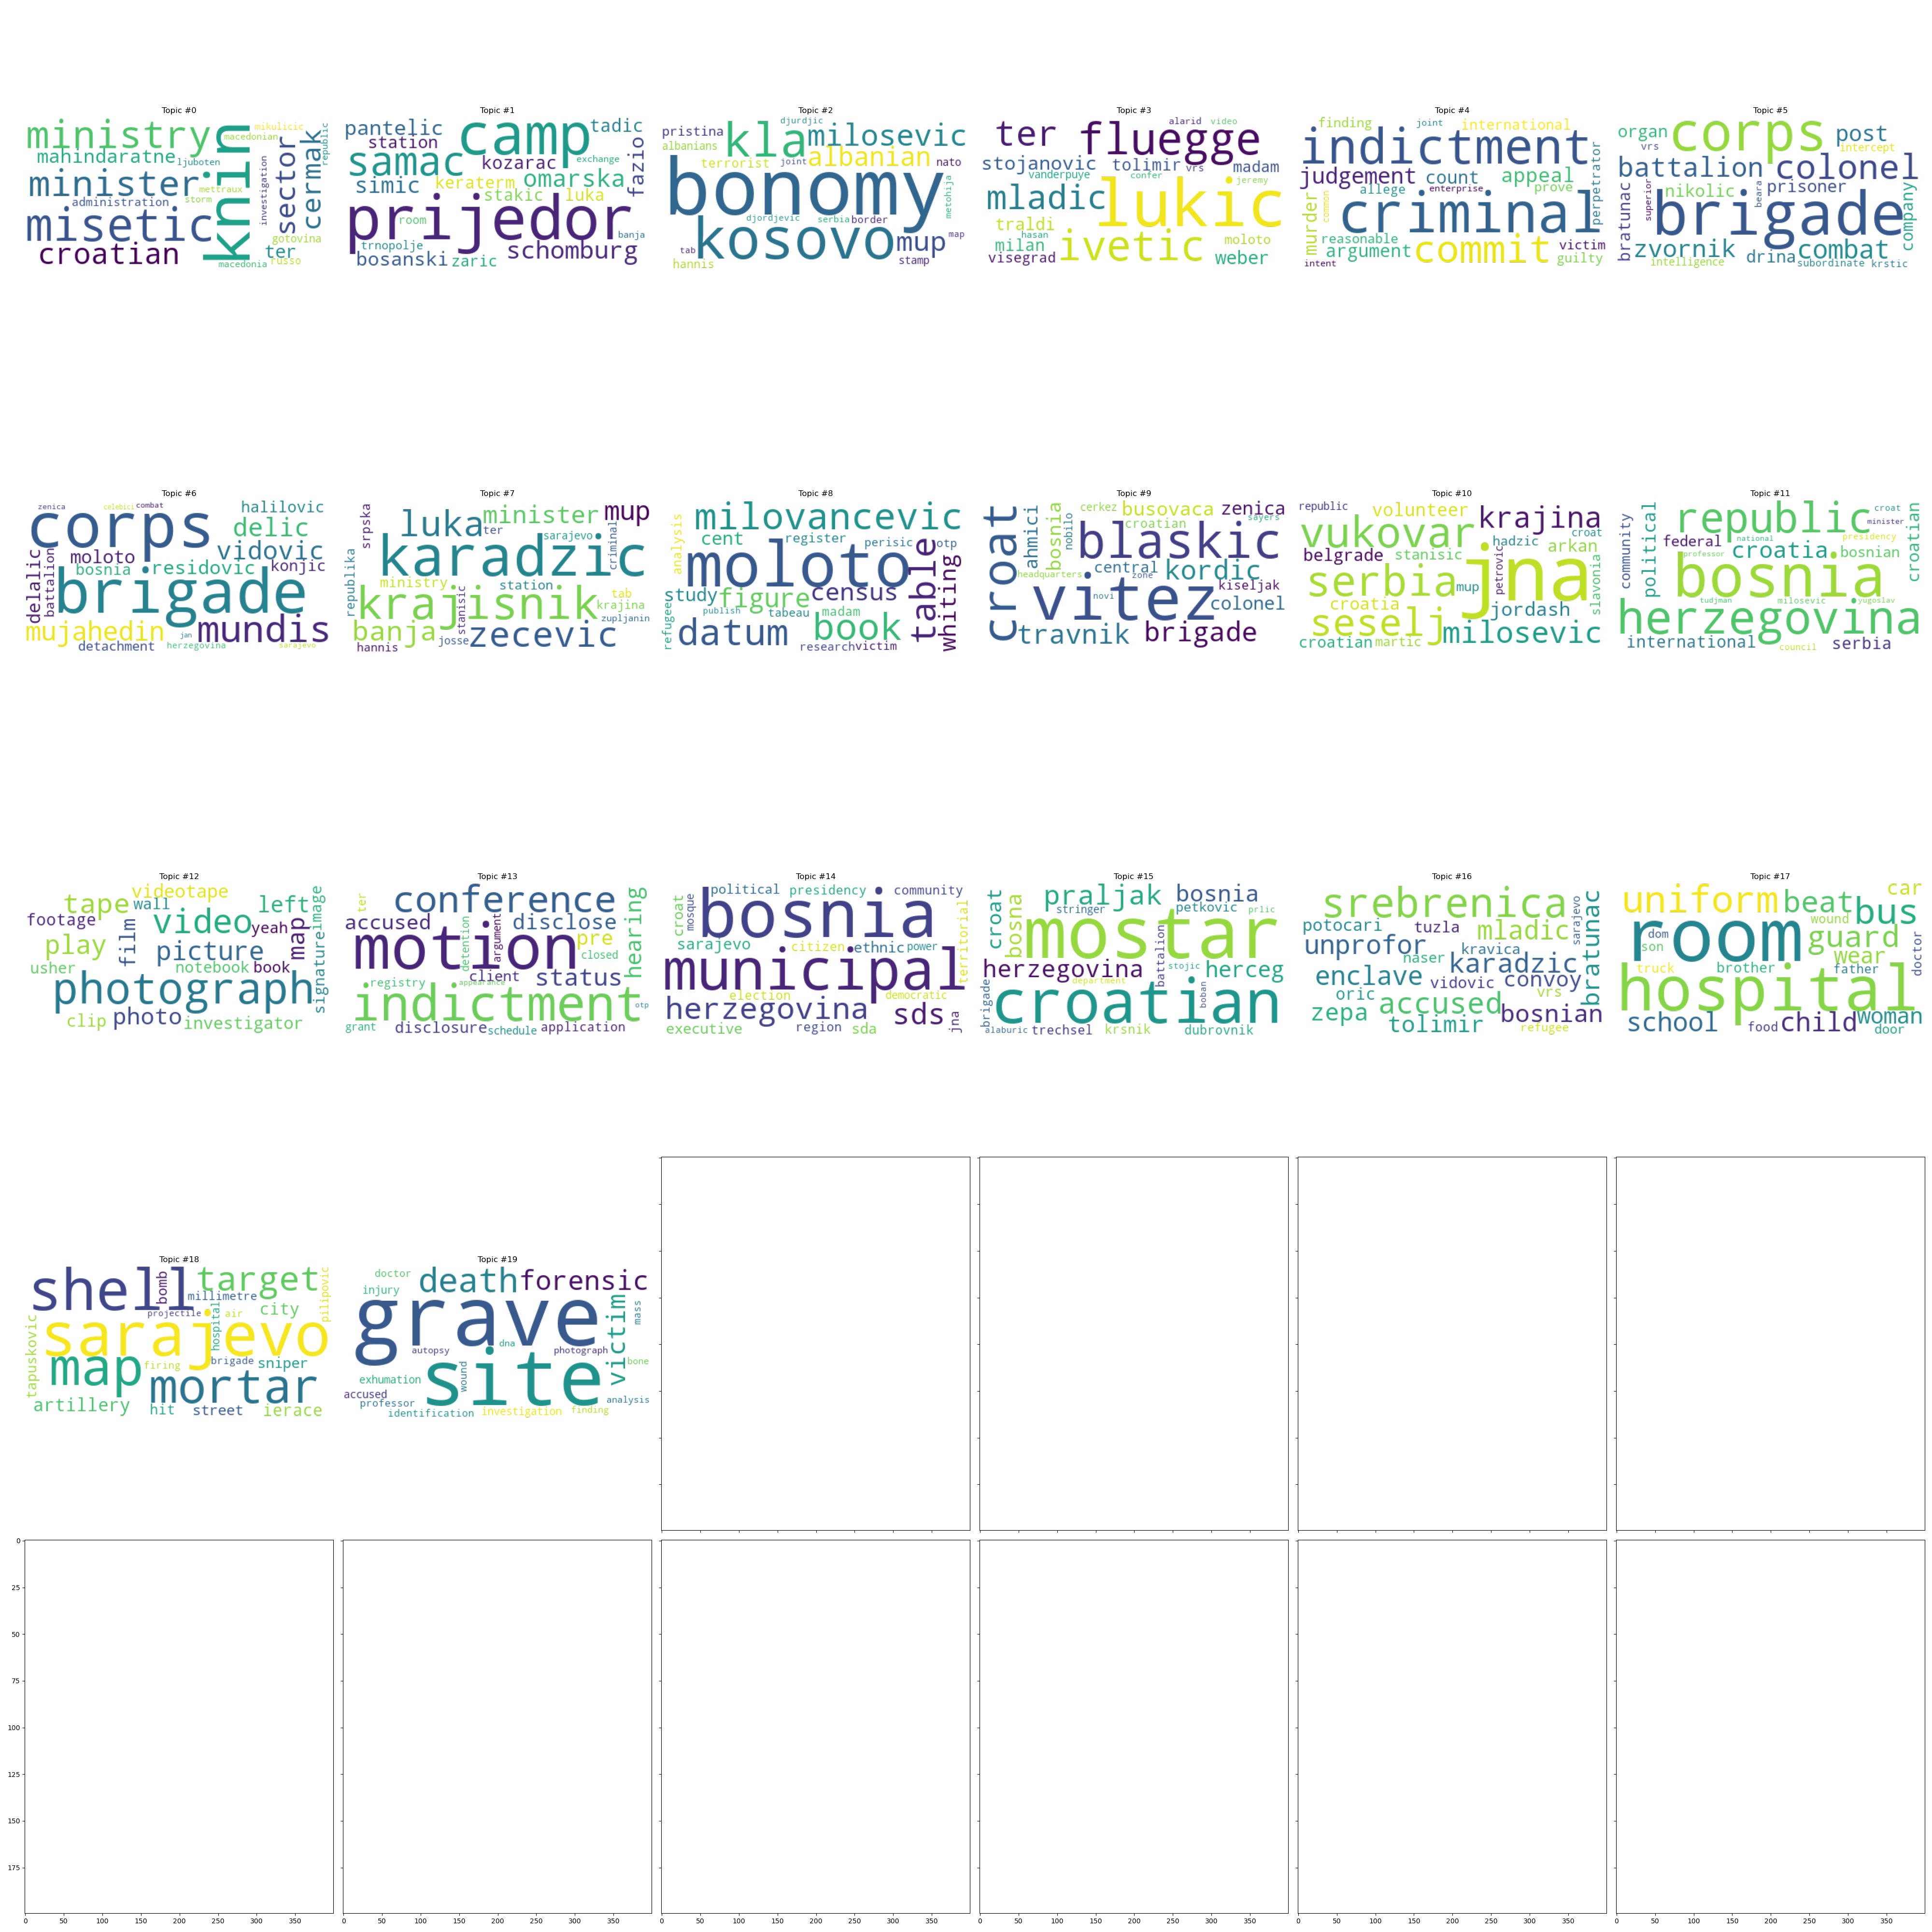 Topic #0
ministry
mikulicic
macedonian
republic
mahindaratne
ljuboten
knin
sector
cermak
minister
mettraux
investigation
administration
storm
misetic
gotovina
croatian
ter
macedonia
russo
Topic #1
pantelic
camp
tadic
station
samac
kozarac
exchange
fazio
simic
keraterm
omarska
stakic
luka
prijedor
room
banja
trnopolje
schomburg
bosanski
zaric
Topic #2
djurdjic
pristina
kla
milosevic
albanians
terrorist
joint
albanian
nato
bonomy
metohija
djordjevic
serbia
border
kosovo
mup
map
tab
stamp
hannis
Topic #3
alarid
video
ter
fluegge
stojanovic
tolimir
vrs
madam
vanderpuye
confer
jeremy
mladic
lukic
traldi
hasan
milan
ivetic
moloto
visegrad
weber
Topic #4
finding
joint
international
indictment
perpetrator
judgement
count
appeal
allege
enterprise
prove
common
murder
criminal
reasonable
argument
commit
victim
guilty
intent
Topic #5
organ
corps
post
vrs
intercept
battalion
colonel
superior
nikolic
beara
prisoner
company
bratunac
brigade
zvornik
drina
combat
intelligence
subordinate
krstic
Topic #6
zenica
celebici
combat
halilovic
corps
delic
moloto
vidovic
delalic
battalion
bosnia
residovic
konjic
brigade
mujahedin
jan
mundis
detachment
herzegovina
sarajevo
Topic #7
srpska
luka
minister
mup
ter
sarajevo
criminal
karadzic
republika
ministry
station
stanisic
tab
krajisnik
krajina
zupljanin
banja
josse
zecevic
hannis
Topic #8
analysis
milovancevic
cent
register
perisic
otp
moloto
table
whiting
study
figure
census
refugee
publish
tabeau
madam
datum
book
research
victim
Topic #9
croat
ahmici
cerkez
busovaca
zenica
bosnia
nobilo
croatian
sayers
blaskic
headquarters
central
zone
kordic
vitez
kiseljak
novi
colonel
travnik
brigade
Topic #10
republic
volunteer
krajina
vukovar
hadzic
croat
belgrade
stanisic
arkan
jna
serbia
mup
petrovic
slavonia
croatia
jordash
seselj
milosevic
croatian
martic
Topic #11
community
political
republic
croat
minister
croatian
federal
national
presidency
professor
croatia
bosnian
bosnia
tudjman
milosevic
yugoslav
herzegovina
international
council
serbia
Topic #12
videotape
tape
wall
left
image
footage
video
yeah
map
film
play
picture
signature
usher
notebook
book
photograph
clip
photo
investigator
Topic #13
ter
conference
hearing
accused
disclose
motion
detention
argument
pre
closed
client
status
registry
appearance
indictment
otp
grant
disclosure
schedule
application
Topic #14
croat
mosque
political
presidency
community
bosnia
territorial
sarajevo
citizen
ethnic
power
municipal
election
democratic
herzegovina
sds
jna
executive
region
sda
Topic #15
croat
bosna
praljak
bosnia
stringer
petkovic
prlic
mostar
battalion
herzegovina
stojic
herceg
department
brigade
croatian
boban
alaburic
trechsel
krsnik
dubrovnik
Topic #16
srebrenica
potocari
tuzla
mladic
sarajevo
unprofor
kravica
bratunac
naser
karadzic
enclave
vidovic
convoy
oric
accused
vrs
zepa
bosnian
tolimir
refugee
Topic #17
uniform
beat
car
wound
bus
room
dom
guard
son
wear
doctor
truck
brother
father
hospital
school
food
child
woman
door
Topic #18
shell
bomb
target
millimetre
pilipovic
projectile
air
city
hospital
sarajevo
tapuskovic
map
firing
brigade
sniper
mortar
artillery
hit
street
ierace
Topic #19
doctor
death
forensic
injury
grave
victim
mass
dna
autopsy
photograph
bone
exhumation
wound
site
accused
professor
analysis
identification
investigation
finding
0
25
50
75
100
125
150
175
0 50 100 150 200 250 300 350
0 50 100 150 200 250 300 350
0 50 100 150 200 250 300 350
0 50 100 150 200 250 300 350
0 50 100 150 200 250 300 350
0 50 100 150 200 250 300 350